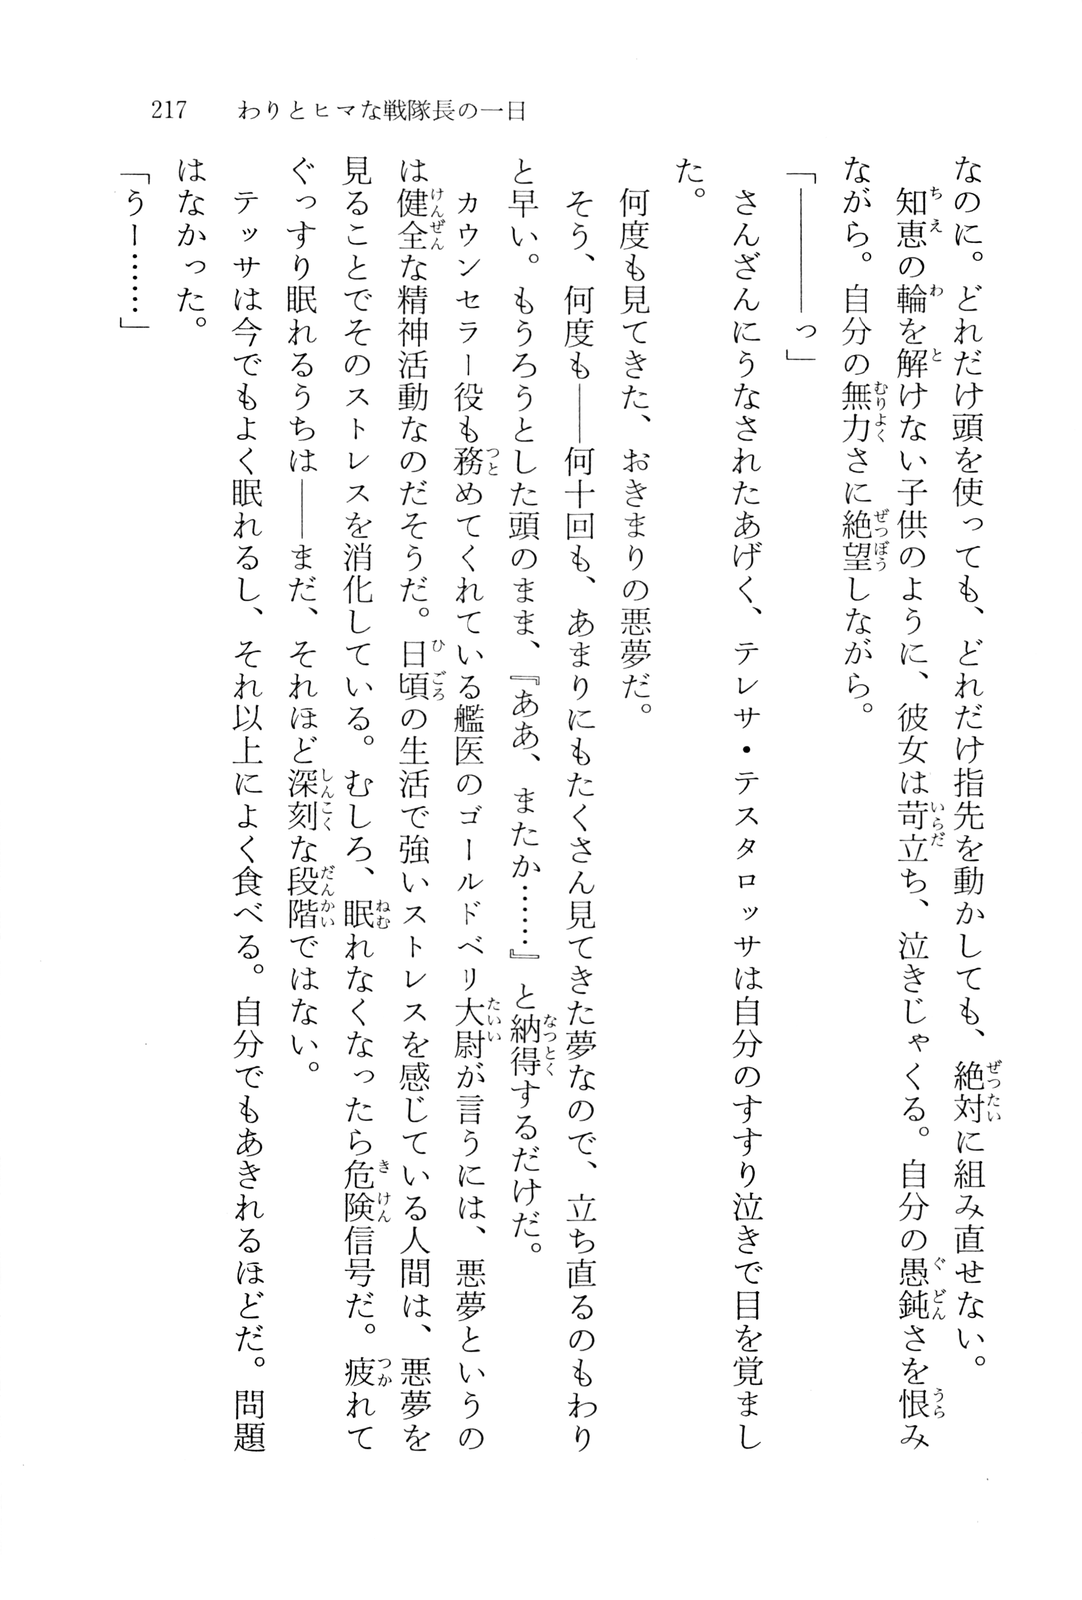 217 わりとヒマな戦隊長の一日
なのに。どれだけ頭を使っても、どれだけ指先を動かしても、絶対に組み直せない。
知恵の輪を解けない子供のように、彼女は苛立ち、泣きじゃくる。自分の愚鈍さを恨み
ながら。自分の無力さに絶望しながら。
「――――っ」
さんざんにうなされたあげく、テレサ・テスタロッサは自分のすすり泣きで目を覚まし
た。
何度も見てきた、おきまりの悪夢だ。
そう、何度も――何十回も、あまりにもたくさん見てきた夢なので、立ち直るのもわり
と早い。もうろうとした頭のまま、『ああ、またか……』と納得するだけだ。
カウンセラー役も務めてくれている艦医のゴールドベリ大尉が言うには、悪夢というの
は健全な精神活動なのだそうだ。日頃の生活で強いストレスを感じている人間は、悪夢を
見ることでそのストレスを消化している。むしろ、眠れなくなったら危険信号だ。疲れて
ぐっすり眠れるうちは――まだ、それほど深刻な段階ではない。
テッサは今でもよく眠れるし、それ以上によく食べる。自分でもあきれるほどだ。問題
はなかった。
「うー……」